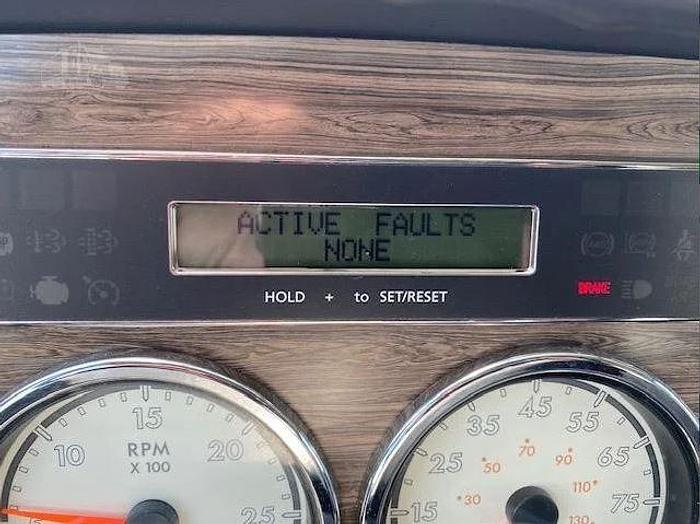 ACTIVE FAULTS
NONE
HOLD + to SET/RESET
BRAKE
10 15 20 25
RPM
X 100
15 25 35 45 55 65 75
30 50 70 90 110 130